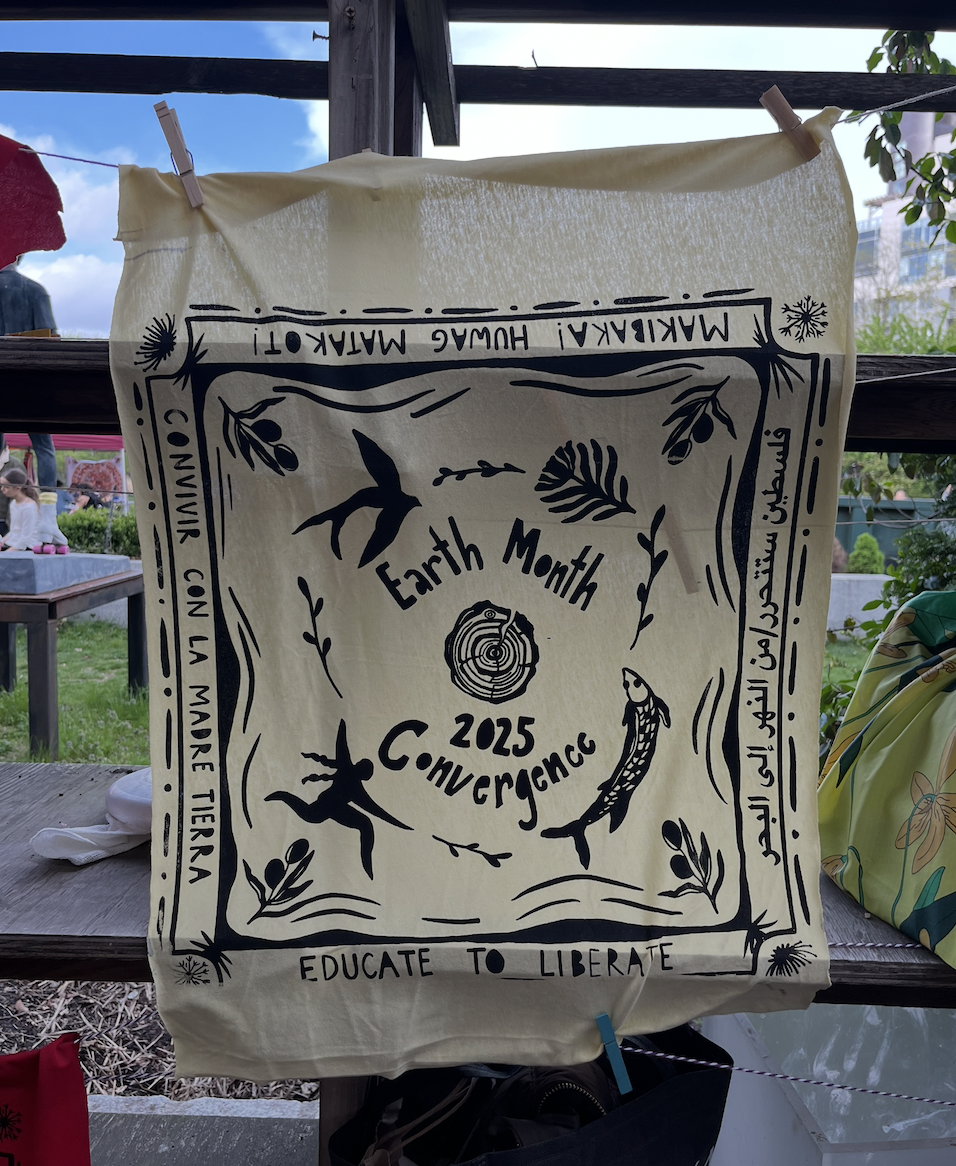 MAKIBAKA! HUWAG MATAKOT!
CONVIVIR CON LA MADRE TIERRA
Earth Month
2025
Convergence
فلسطين ستتحرر/من النهر إلى البحر
EDUCATE TO LIBERATE